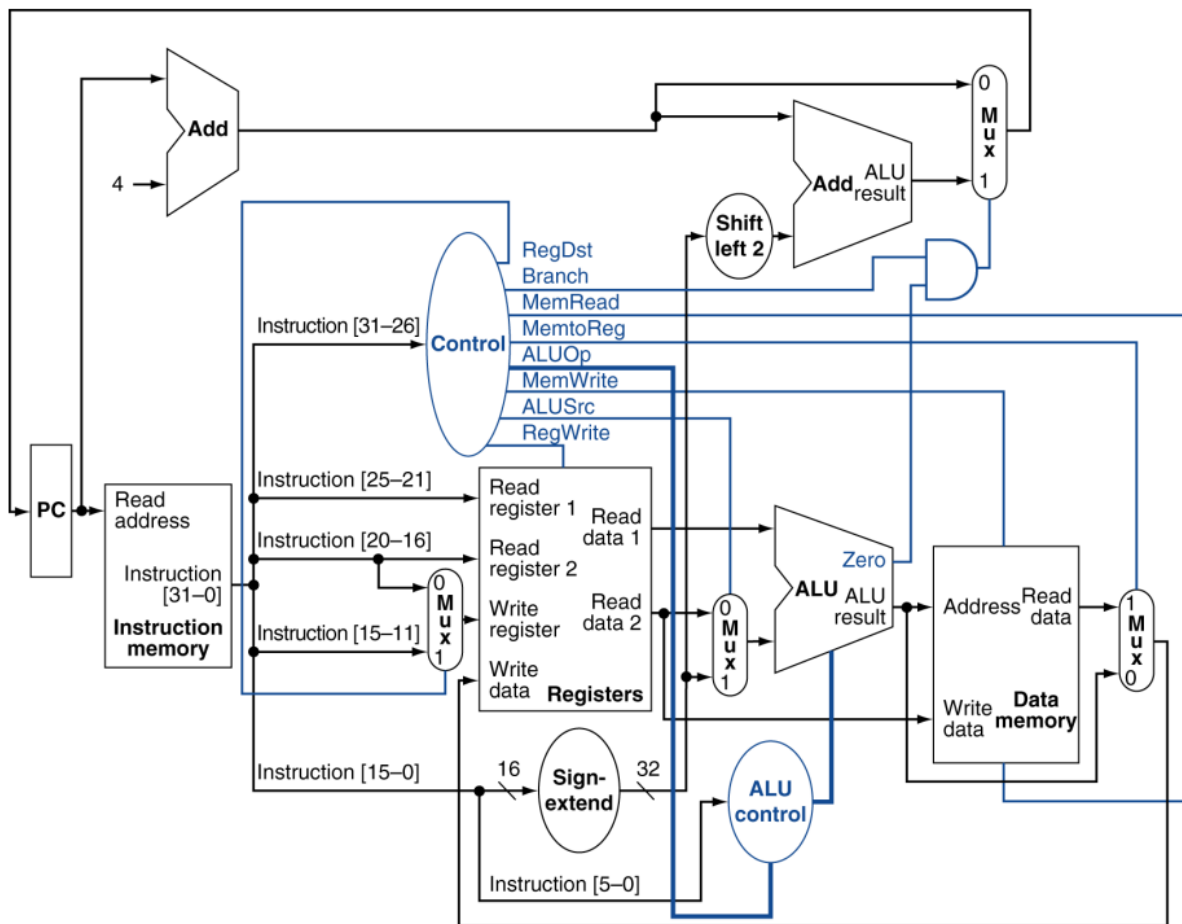 Add
4
0
Mux
1
Add
ALU
result
Shift
left 2
RegDst
Branch
MemRead
MemtoReg
ALUOp
MemWrite
ALUSrc
RegWrite
Control
Instruction [31–26]
Instruction [25–21]
Instruction [20–16]
Instruction [15–11]
Instruction [15–0]
Instruction [5–0]
PC
Read
address
Instruction
[31–0]
Instruction
memory
0
Mux
1
Read
register 1
Read
register 2
Write
register
Write
data
Read
data 1
Read
data 2
Registers
0
Mux
1
Zero
ALU
ALU
result
Address
Read
data
Write
data
Data
memory
1
Mux
0
16
Sign-
extend
32
ALU
control